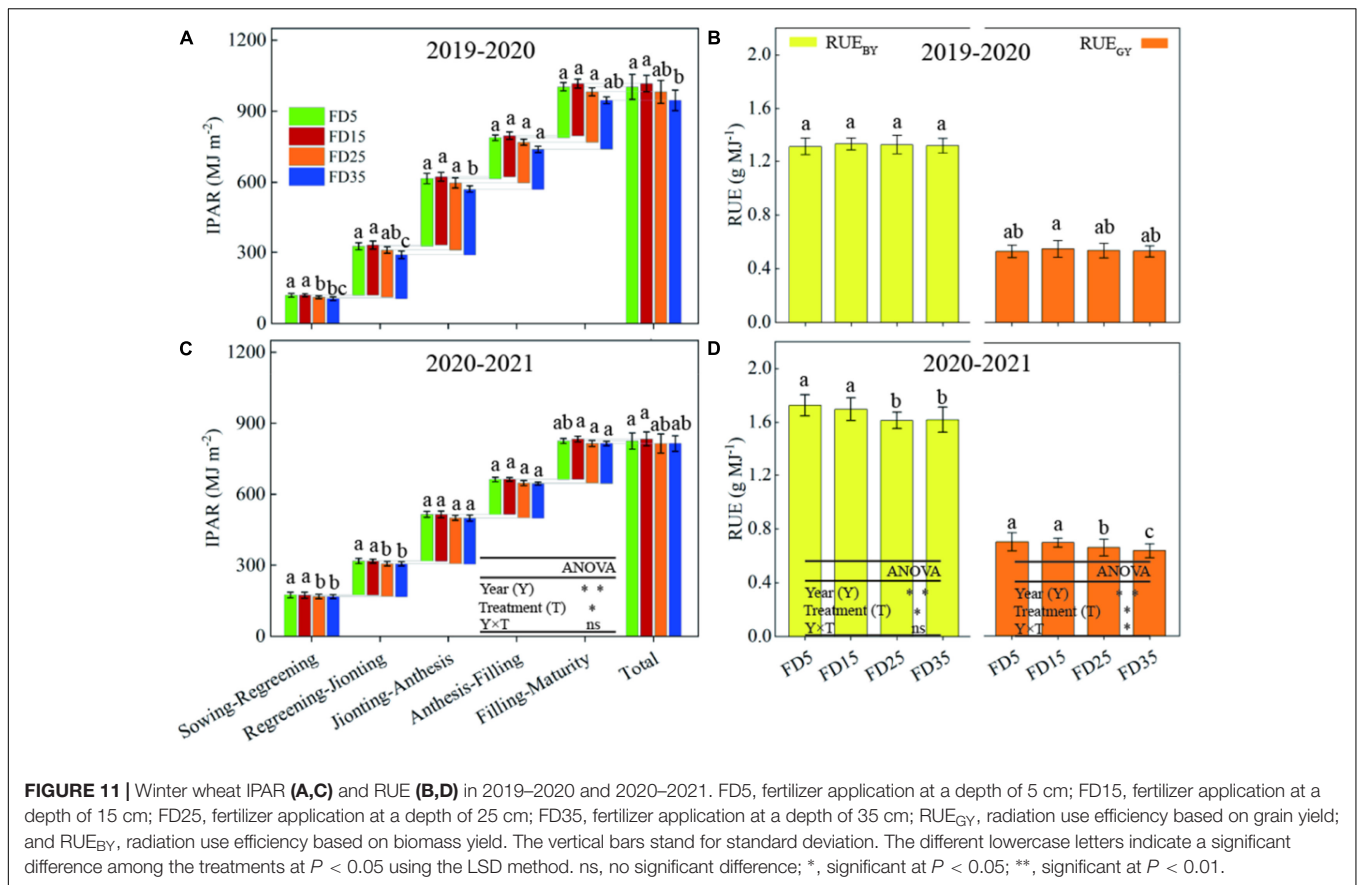 A
2019-2020
1200
900
600
300
0
IPAR (MJ m-2)
FD5
FD15
FD25
FD35
a a b bc
a a ab c
a a a b
a a a a
a a a ab
a a ab b
B
RUEBY
RUEGY
2019-2020
2.0
1.6
1.2
0.8
0.4
0.0
RUE (g MJ-1)
a a a a
ab a ab ab
C
2020-2021
1200
900
600
300
0
IPAR (MJ m-2)
a a b b
a a b b
a a a a
a a a a
ab a a a
a a ab ab
ANOVA
Year (Y) * *
Treatment (T) *
Y×T ns
Sowing-Regreening
Regreening-Jionting
Jionting-Anthesis
Anthesis-Filling
Filling-Maturity
Total
D
2020-2021
2.0
1.6
1.2
0.8
0.4
0.0
RUE (g MJ-1)
a a b b
a a b c
ANOVA
Year (Y) * *
Treatment (T) *
Y×T ns
ANOVA
Year (Y) * *
Treatment (T) *
Y×T *
FD5 FD15 FD25 FD35
FD5 FD15 FD25 FD35
FIGURE 11 | Winter wheat IPAR (A,C) and RUE (B,D) in 2019–2020 and 2020–2021. FD5, fertilizer application at a depth of 5 cm; FD15, fertilizer application at a
depth of 15 cm; FD25, fertilizer application at a depth of 25 cm; FD35, fertilizer application at a depth of 35 cm; RUEGY, radiation use efficiency based on grain yield;
and RUEBY, radiation use efficiency based on biomass yield. The vertical bars stand for standard deviation. The different lowercase letters indicate a significant
difference among the treatments at P < 0.05 using the LSD method. ns, no significant difference; *, significant at P < 0.05; **, significant at P < 0.01.